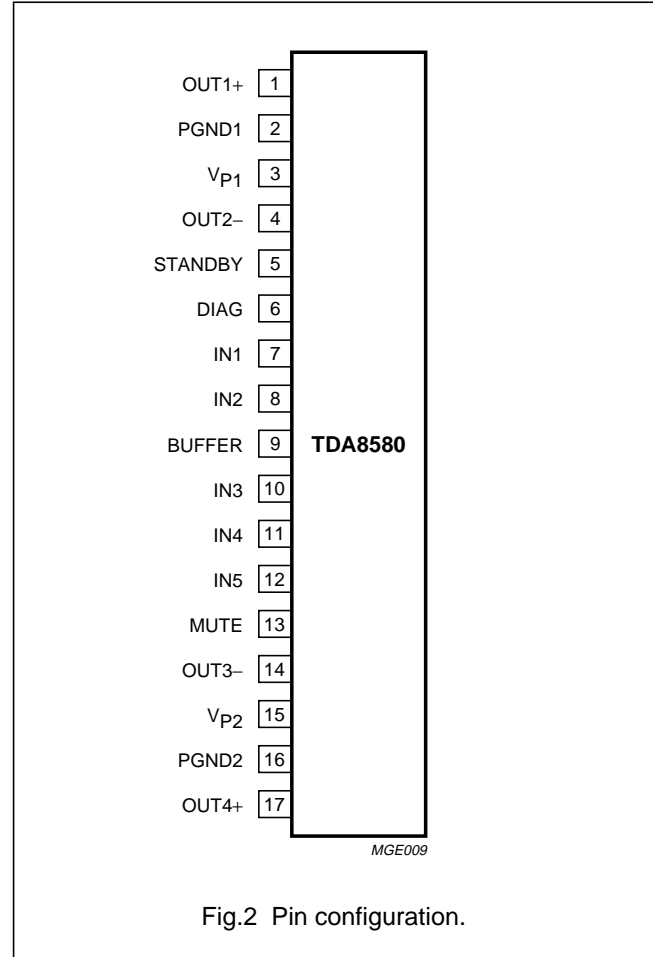 OUT1+ 1
PGND1 2
VP1 3
OUT2− 4
STANDBY 5
DIAG 6
IN1 7
IN2 8
BUFFER 9 TDA8580
IN3 10
IN4 11
IN5 12
MUTE 13
OUT3− 14
VP2 15
PGND2 16
OUT4+ 17
MGE009
Fig.2 Pin configuration.